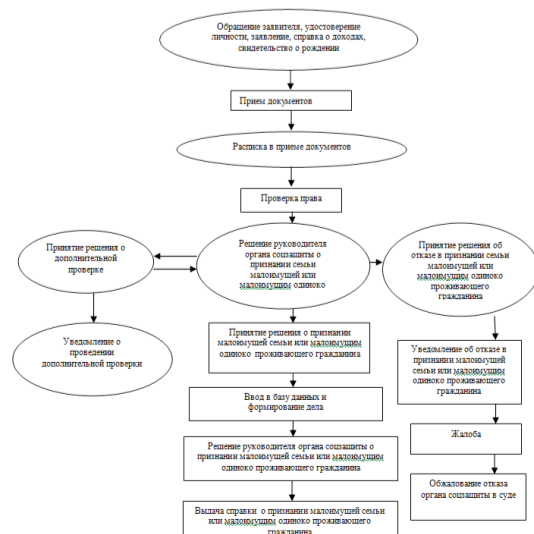 Обращение заявителя, удостоверение
личности, заявление, справка о доходах,
свидетельство о рождении
Прием документов
Расписка в приеме документов
Проверка права
Принятие решения о
дополнительной
проверке
Решение руководителя
органа соцзащиты о
признании семьи
малоимущей или
малоимущим одиноко
Принятие решения об
отказе в признании семьи
малоимущей или
малоимущим одиноко
проживающего
гражданина
Уведомление о
проведении
дополнительной проверки
Принятие решения о признании
малоимущей семьи или малоимущим
одиноко проживающего гражданина
Уведомление об отказе в
признании малоимущей
семьи или малоимущим
одиноко проживающего
гражданина
Ввод в базу данных и
формирование дела
Жалоба
Решение руководителя органа соцзащиты о
признании малоимущей семьи или малоимущим
одиноко проживающего гражданина
Обжалование отказа
органа соцзащиты в суде
Выдача справки о признании малоимущей семьи
или малоимущим одиноко проживающего
гражданина